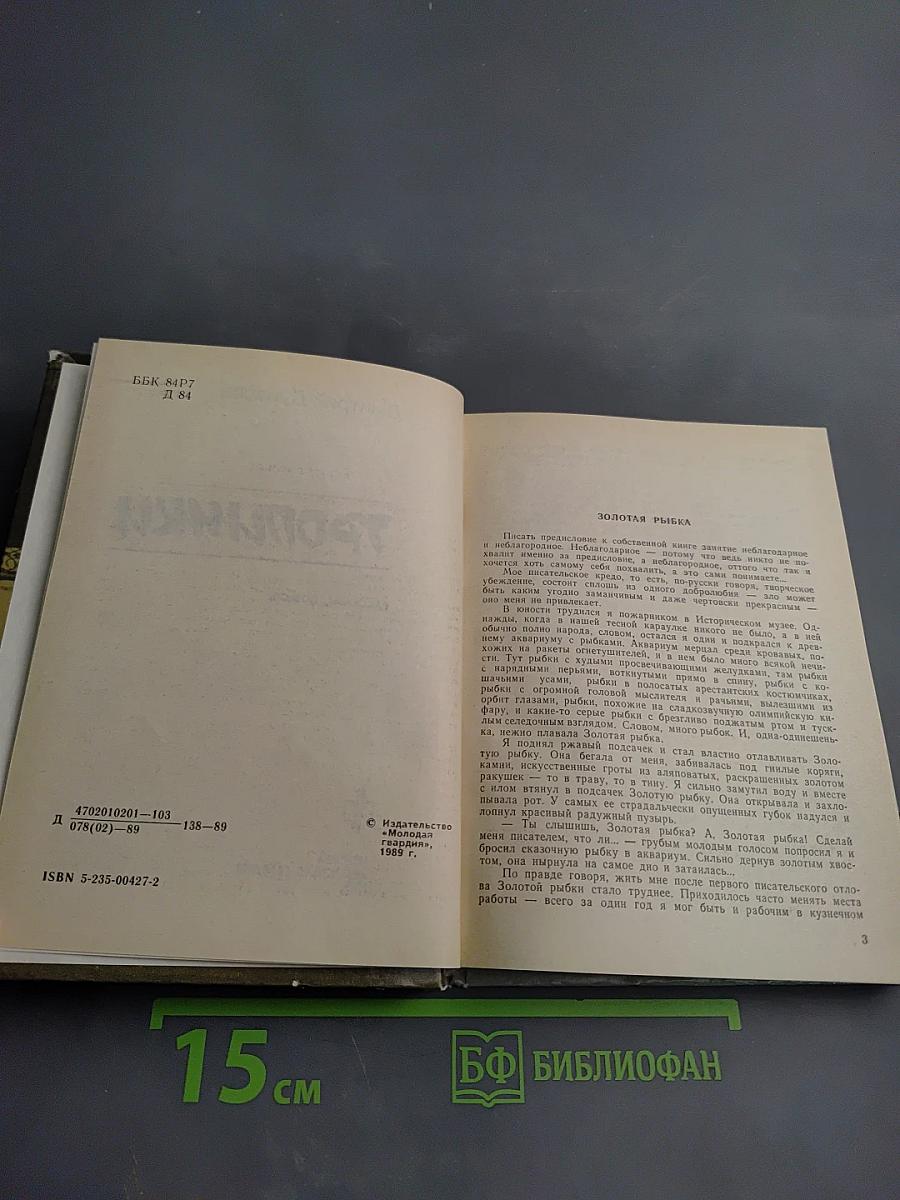 ББК 84Р7
Д 84
Д 4702010201—103
078(02)—89
138—89
© Издательство
«Молодая
гвардия»,
1989 г.
ISBN 5-235-00427-2
ЗОЛОТАЯ РЫБКА
Писать предисловие к собственной книге занятие неблагодарное
и неблагородное. Неблагодарное — потому что ведь никто не по-
хвалит именно за предисловие, а неблагородное, оттого что так и
хочется хоть самому себя похвалить, а это сами понимаете...
Мое писательское кредо, то есть, по-русски говоря, творческое
убеждение, состоит сплошь из одного добролюбия — зло может
быть каким угодно заманчивым и даже чертовски прекрасным —
оно меня не привлекает.
В юности трудился я пожарником в Историческом музее. Од-
нажды, когда в нашей тесной караулке никого не было, а в ней
обычно полно народа, словом, остался я один и подкрался к древ-
нему аквариуму с рыбками. Аквариум мерцал среди кровавых, по-
хожих на ракеты огнетушителей, и в нем было много всякой нечи-
сти. Тут рыбки с худыми просвечивающими желудками, там рыбки
с нарядными перьями, воткнутыми прямо в спину, рыбки с ко-
шачьими усами, рыбки в полосатых арестантских костюмчиках,
рыбки с огромной головой мыслителя и рачьими, вылезшими из
орбит глазами, рыбки, похожие на сладкозвучную олимпийскую ки-
фару, и какие-то серые рыбки с брезгливо поджатым ртом и туск-
лым селедочным взглядом. Словом, много рыбок. И, одна-одинешень-
ка, нежно плавала Золотая рыбка.
Я поднял ржавый подсачек и стал властно отлавливать Золо-
тую рыбку. Она бегала от меня, забивалась под гнилые коряги,
камни, искусственные гроты из аляповатых, раскрашенных золотом
ракушек — то в траву, то в тину. Я сильно замутил воду и вместе
с илом втянул в подсачек Золотую рыбку. Она открывала и захло-
пывала рот. У самых ее страдальчески опущенных губок надулся и
лопнул красивый радужный пузырь.
— Ты слышишь, Золотая рыбка? А, Золотая рыбка! Сделай
меня писателем, что ли... — грубым молодым голосом попросил я и
бросил сказочную рыбку в аквариум. Сильно дернув золотым хвос-
том, она нырнула на самое дно и затаилась...
По правде говоря, жить мне после первого писательского отло-
ва Золотой рыбки стало труднее. Приходилось часто менять места
работы — всего за один год я мог быть и рабочим в кузнечном
3
15 см
БФ БИБЛИОФАН